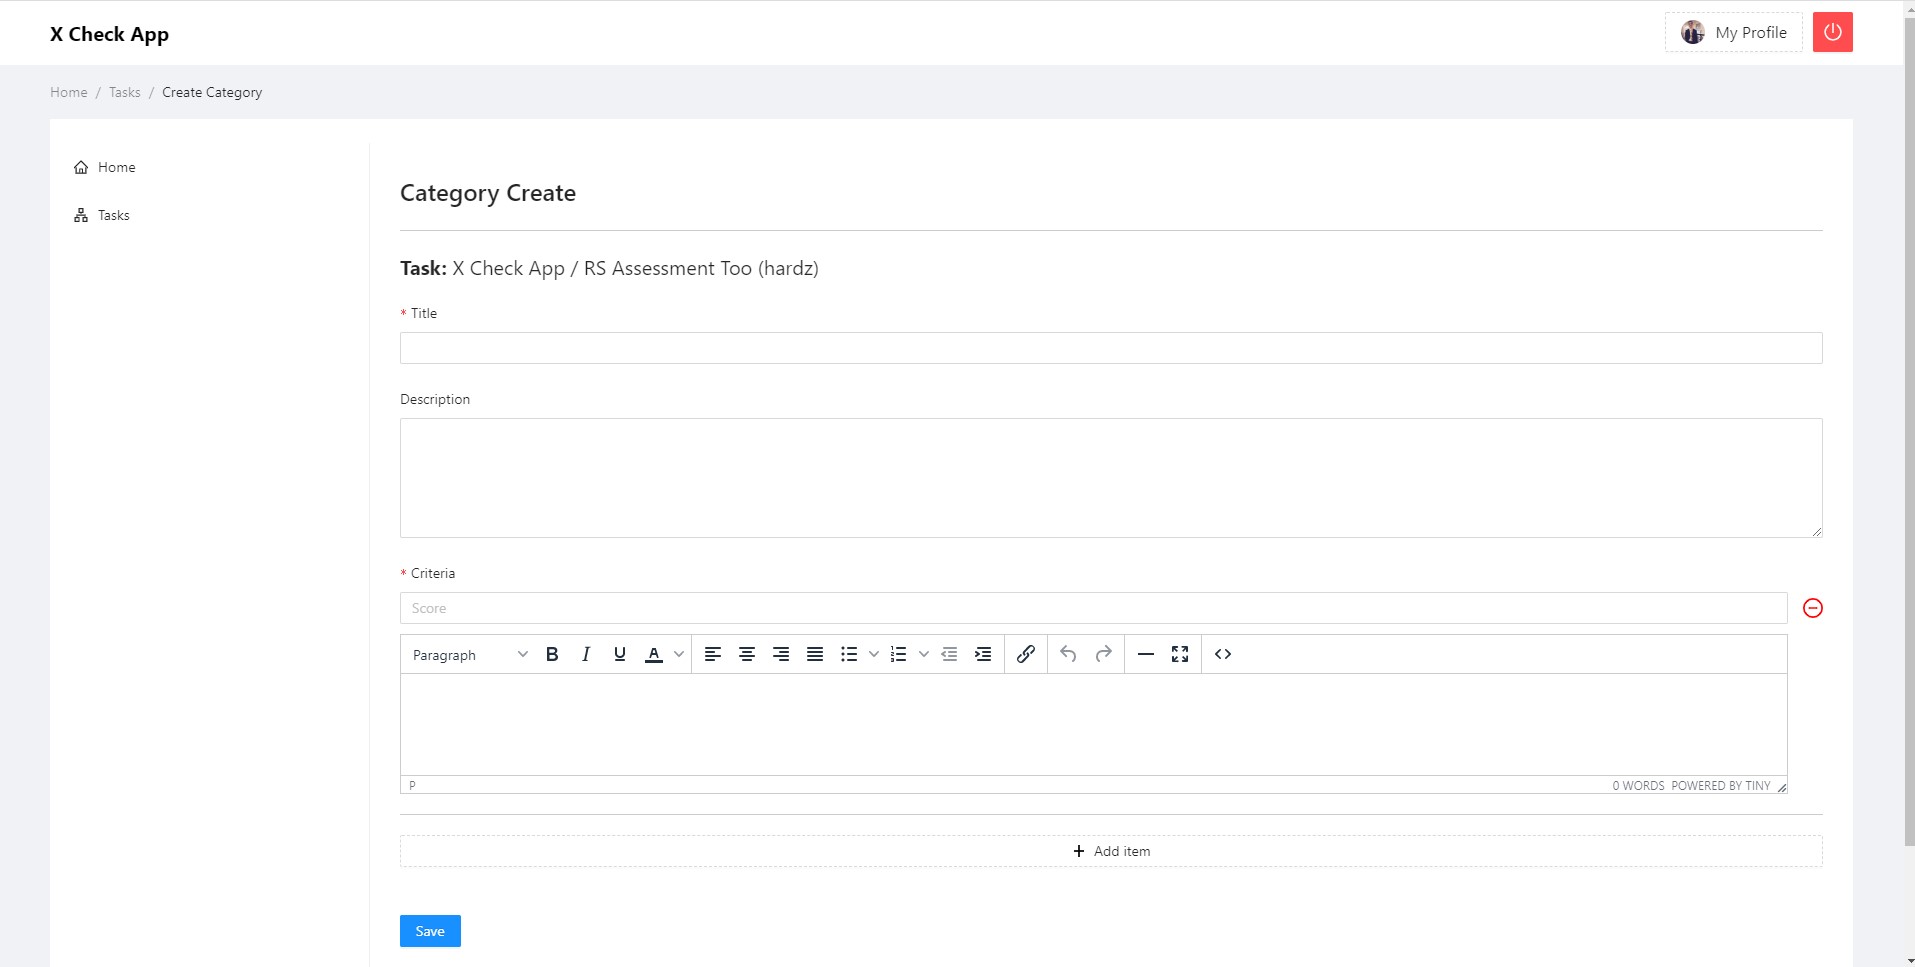 X Check App
My Profile
Home / Tasks / Create Category
Home
Tasks
Category Create
Task: X Check App / RS Assessment Too (hardz)
* Title
Description
* Criteria
Score
Paragraph B I U A
P 0 WORDS POWERED BY TINY
+ Add item
Save